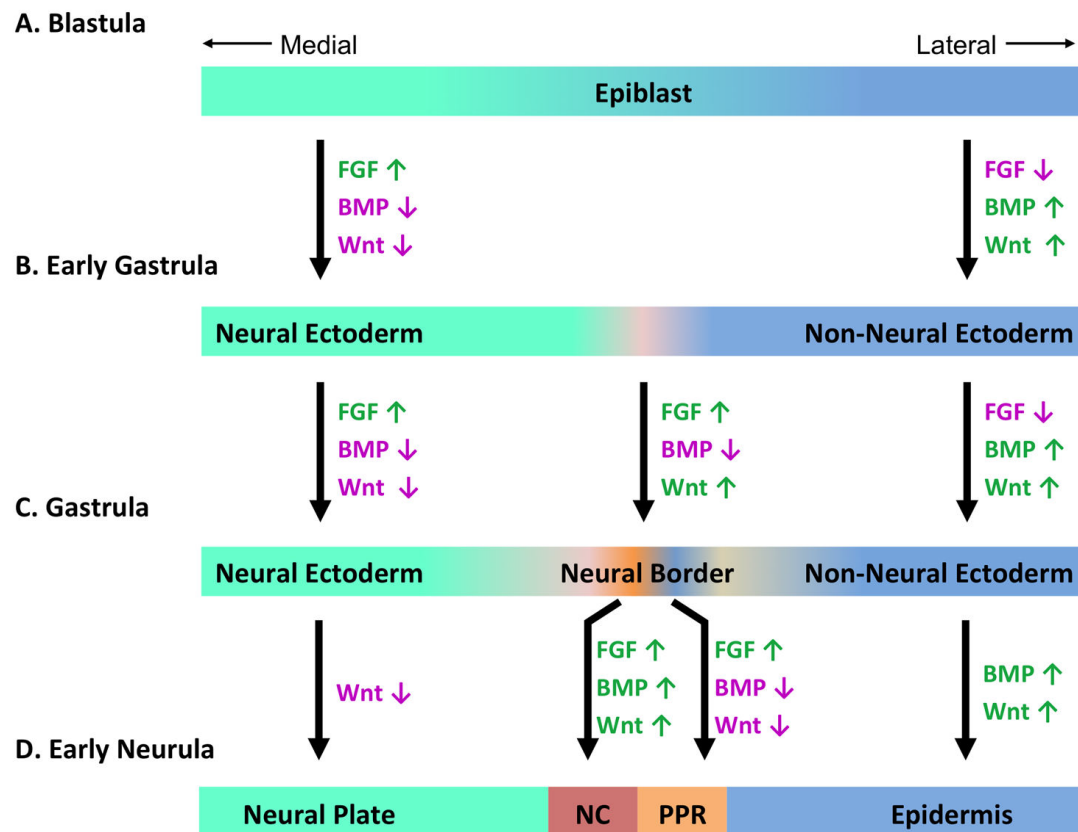 A. Blastula
← Medial
Lateral →
Epiblast
FGF ↑
BMP ↓
Wnt ↓
FGF ↓
BMP ↑
Wnt ↑
B. Early Gastrula
Neural Ectoderm
Non-Neural Ectoderm
FGF ↑
BMP ↓
Wnt ↓
FGF ↑
BMP ↓
Wnt ↑
FGF ↓
BMP ↑
Wnt ↑
C. Gastrula
Neural Ectoderm
Neural Border
Non-Neural Ectoderm
Wnt ↓
FGF ↑
BMP ↑
Wnt ↑
FGF ↑
BMP ↓
Wnt ↓
BMP ↑
Wnt ↑
D. Early Neurula
Neural Plate
NC
PPR
Epidermis